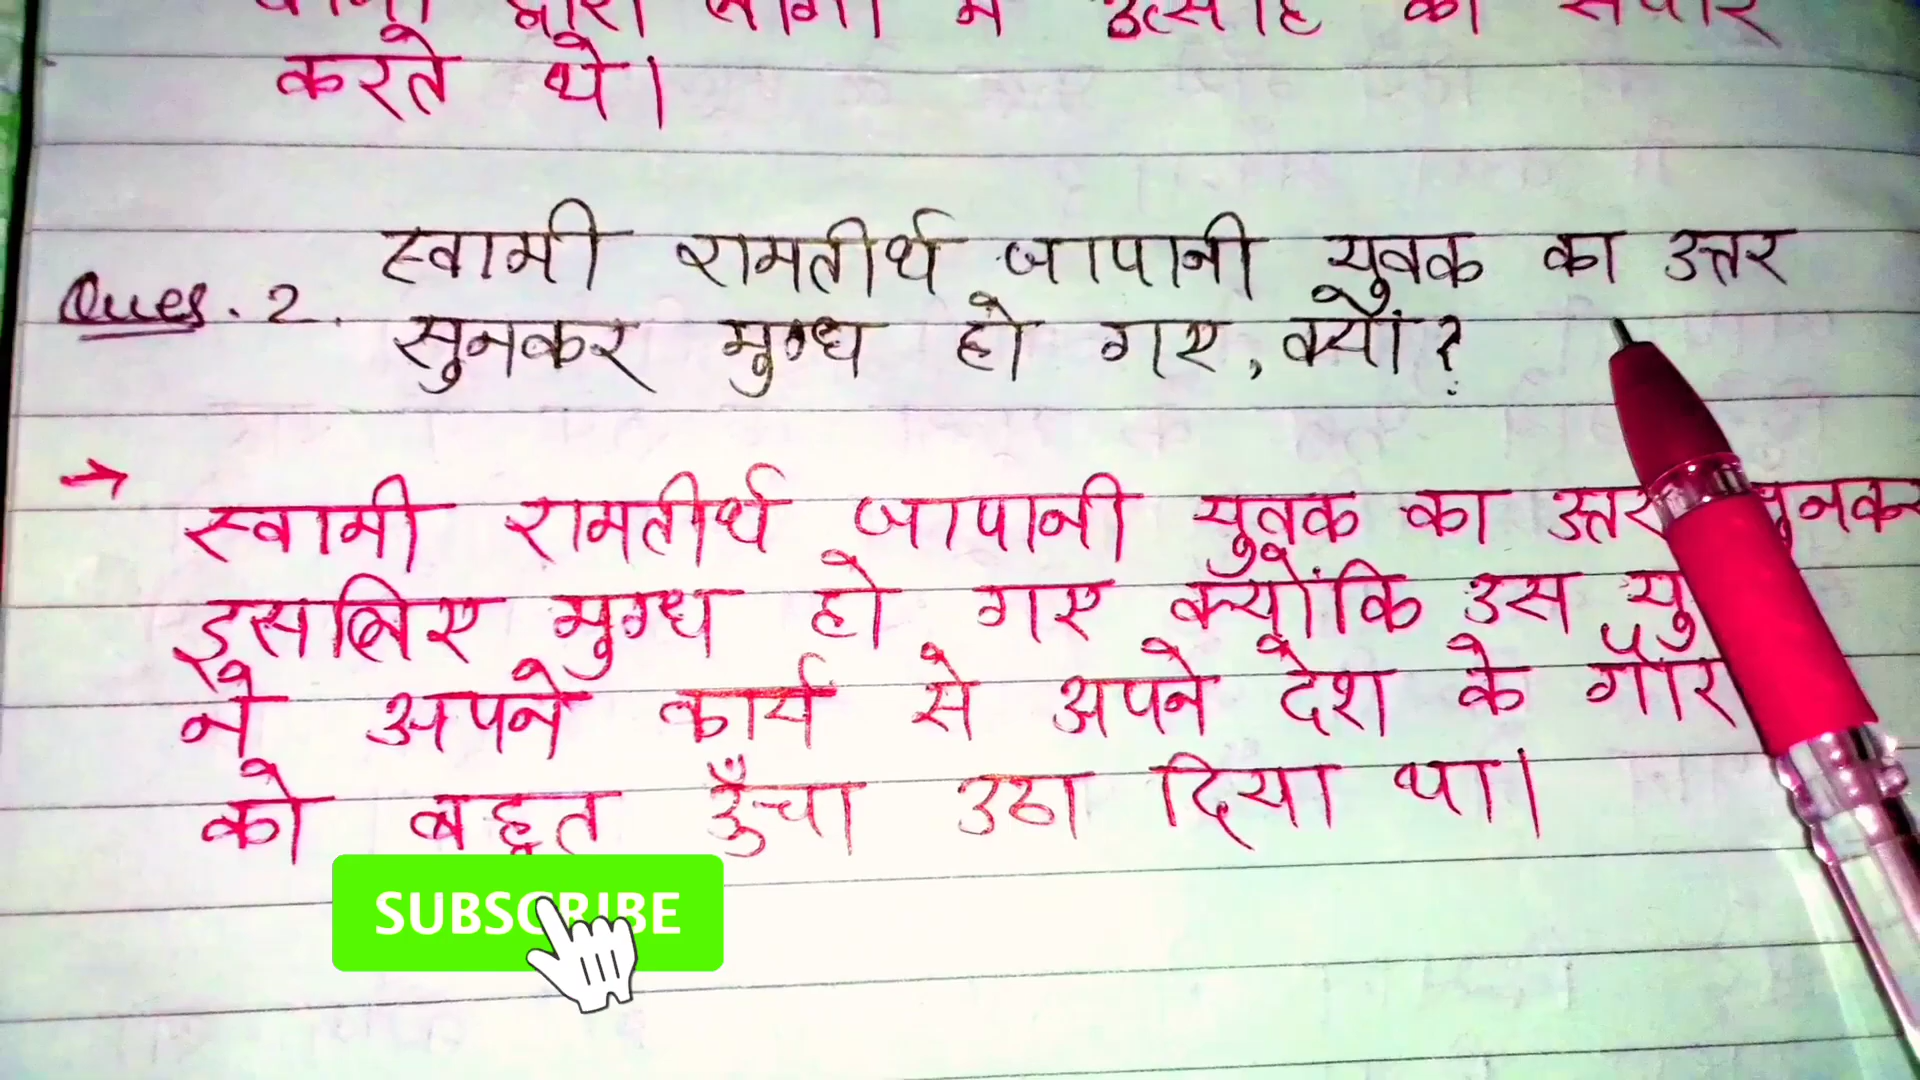 द्वारा में उत्साह का संचार
करते थे।
स्वामी रामतीर्थ जापानी युवक का उत्तर
Ques. 2.
सुनकर मुग्ध हो गए, क्यों?
→
स्वामी रामतीर्थ जापानी युवक का उत्तर
इसलिए मुग्ध हो गए क्योंकि उस
ने अपने कार्य से अपने देश के
को बहुत ऊँचा उठा दिया था।
SUBSCRIBE